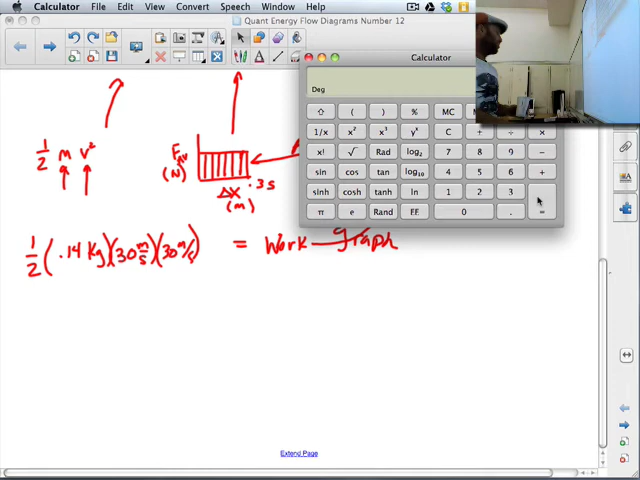 Calculator File Edit View Convert Speech Window Help
Quant Energy Flow Diagrams Number 12
Calculator
Deg
( ) % MC
1/x x² x³ yˣ C + ÷ ×
x! √ Rad log₂ 7 8 9 −
sin cos tan log₁₀ 4 5 6 +
sinh cosh tanh ln 1 2 3 =
π e Rand FF 0 .
1/2 m v²
(N)
Δx .3s
(m)
1/2 (.14 kg)(30 m/s)(30 m/s) = Work graph
Extend Page